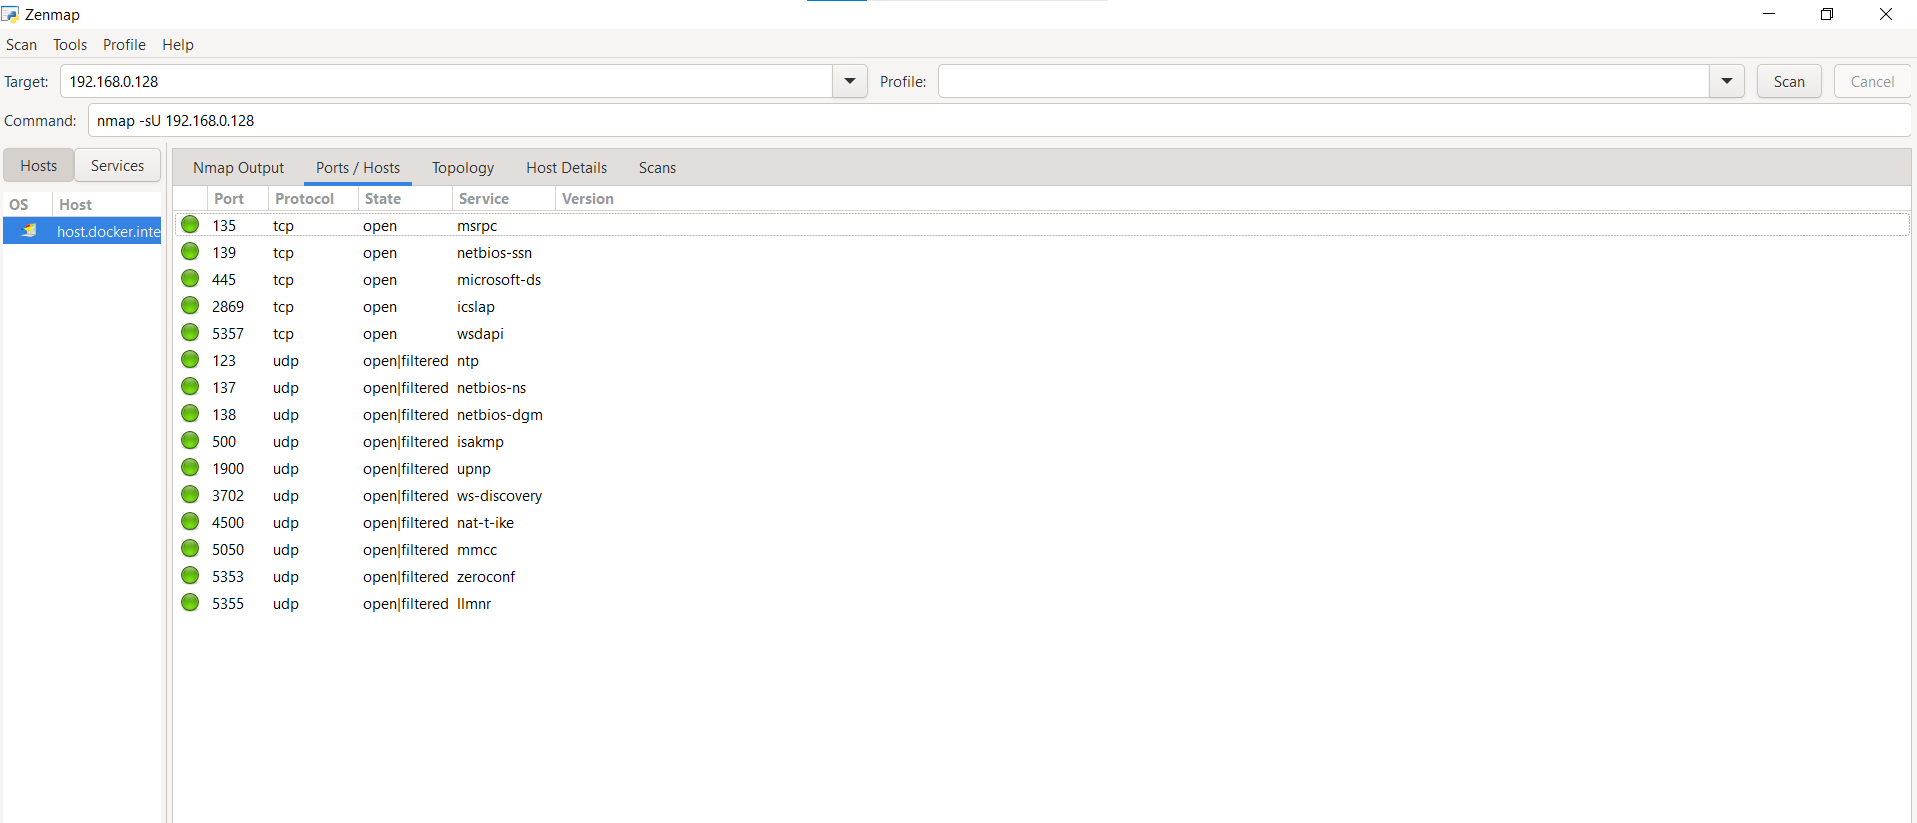 Zenmap
Scan Tools Profile Help
Target: 192.168.0.128 Profile: Scan Cancel
Command: nmap -sU 192.168.0.128
Hosts Services Nmap Output Ports / Hosts Topology Host Details Scans
OS Host Port Protocol State Service Version
host.docker.inte 135 tcp open msrpc
139 tcp open netbios-ssn
445 tcp open microsoft-ds
2869 tcp open icslap
5357 tcp open wsdapi
123 udp open|filtered ntp
137 udp open|filtered netbios-ns
138 udp open|filtered netbios-dgm
500 udp open|filtered isakmp
1900 udp open|filtered upnp
3702 udp open|filtered ws-discovery
4500 udp open|filtered nat-t-ike
5050 udp open|filtered mmcc
5353 udp open|filtered zeroconf
5355 udp open|filtered llmnr